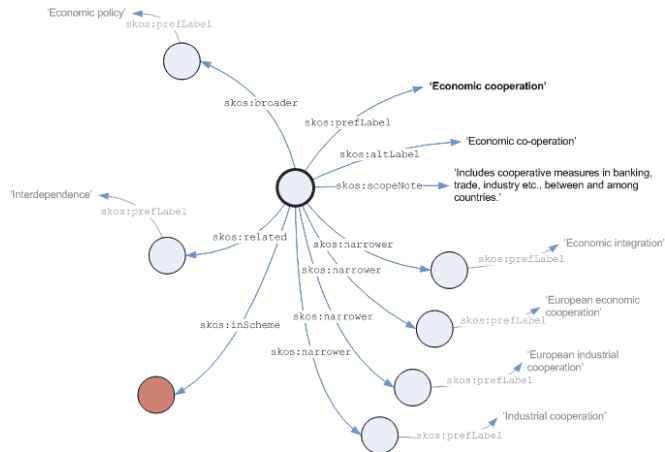 'Economic policy'
skos:prefLabel
skos:broader
'Economic cooperation'
skos:prefLabel
skos:altLabel
'Economic co-operation'
skos:scopeNote
'Includes cooperative measures in banking,
trade, industry etc., between and among
countries.'
'Interdependence'
skos:prefLabel
skos:related
skos:narrower
'Economic integration'
skos:prefLabel
skos:narrower
'European economic
cooperation'
skos:prefLabel
skos:inScheme
skos:narrower
'European industrial
cooperation'
skos:prefLabel
skos:narrower
'Industrial cooperation'
skos:prefLabel